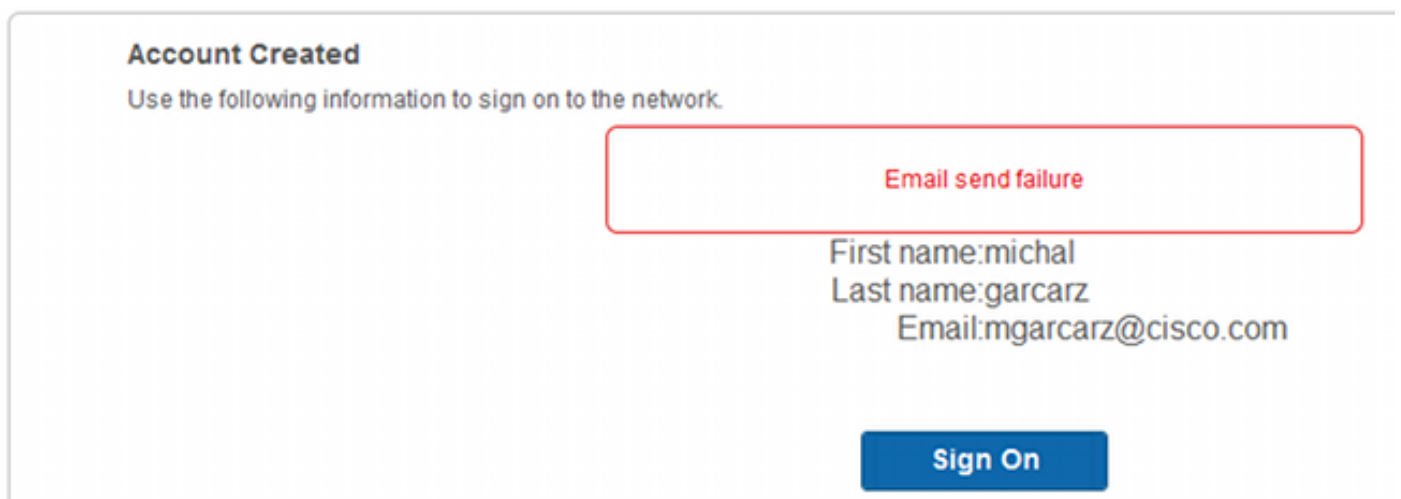 Account Created
Use the following information to sign on to the network.
Email send failure
First name:michal
Last name:garcarz
Email:mgarcarz@cisco.com
Sign On